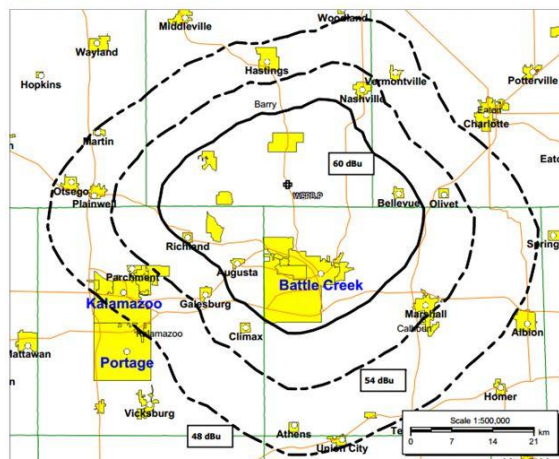 Woodland
Middleville
Wayland
Hastings
Hopkins
Vermontville
Potterville
Nashville
Barry
Eaton
Charlotte
Martin
60 dBu
Eato
Otsego
Plainwell
Bellevue
Olivet
Richland
Spring
Parchment
Augusta
Battle Creek
Kalamazoo
Galesburg
Marshall
Climax
Calhoun
Albion
Kalamazoo
Mattawan
Portage
54 dBu
Homer
Vicksburg
Scale 1:500,000
Athens
48 dBu
Te
Union City
0 7 14 21
km